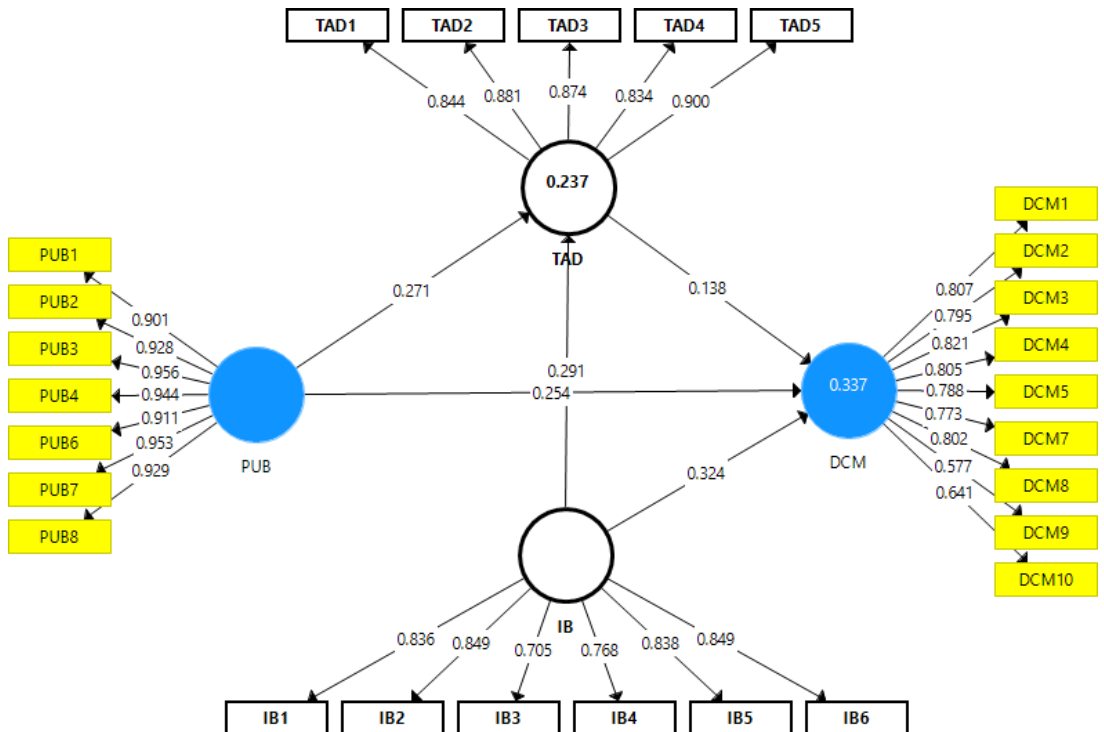 TAD1 TAD2 TAD3 TAD4 TAD5
0.844 0.881 0.874 0.834 0.900
0.237
TAD
PUB1
PUB2
PUB3
PUB4
PUB6
PUB7
PUB8
0.901
0.928
0.956
0.944
0.911
0.953
0.929
PUB
0.271
0.138
0.291
0.254
0.324
0.337
DCM
0.807
0.795
0.821
0.805
0.788
0.773
0.802
0.577
0.641
DCM1
DCM2
DCM3
DCM4
DCM5
DCM7
DCM8
DCM9
DCM10
IB
0.836 0.849 0.705 0.768 0.838 0.849
IB1 IB2 IB3 IB4 IB5 IB6